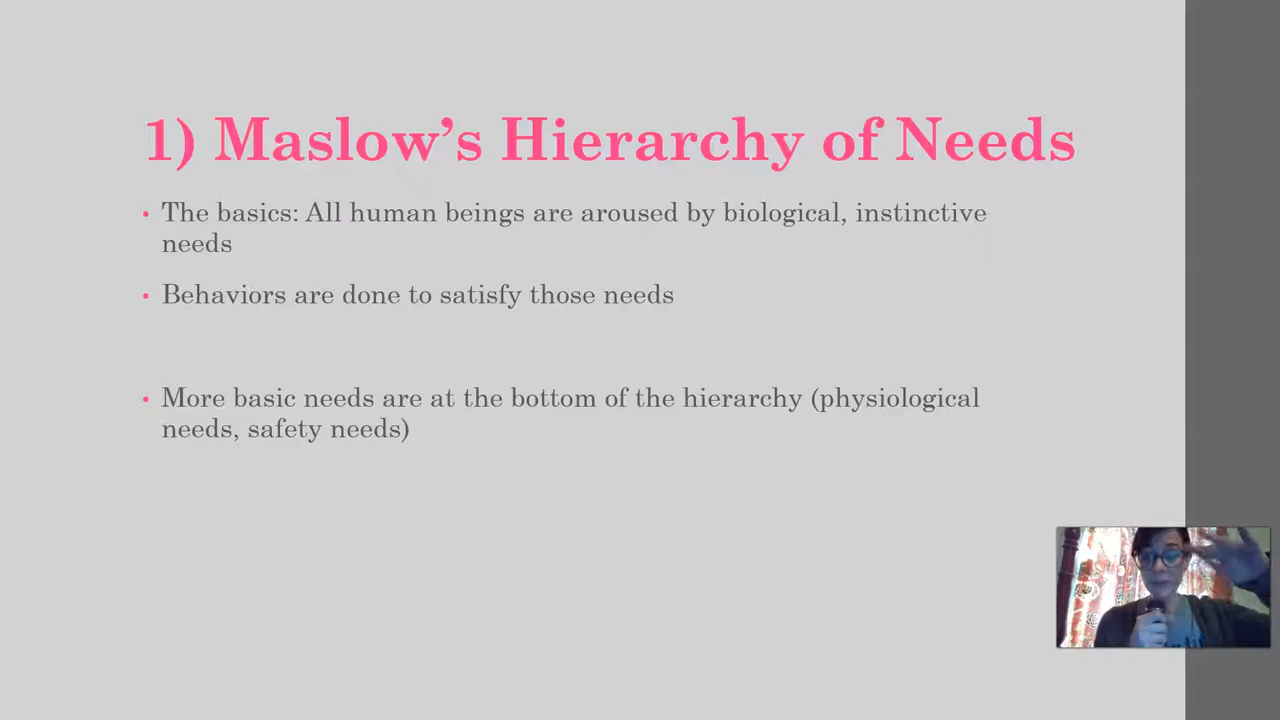 1) Maslow’s Hierarchy of Needs
• The basics: All human beings are aroused by biological, instinctive
needs
• Behaviors are done to satisfy those needs
• More basic needs are at the bottom of the hierarchy (physiological
needs, safety needs)